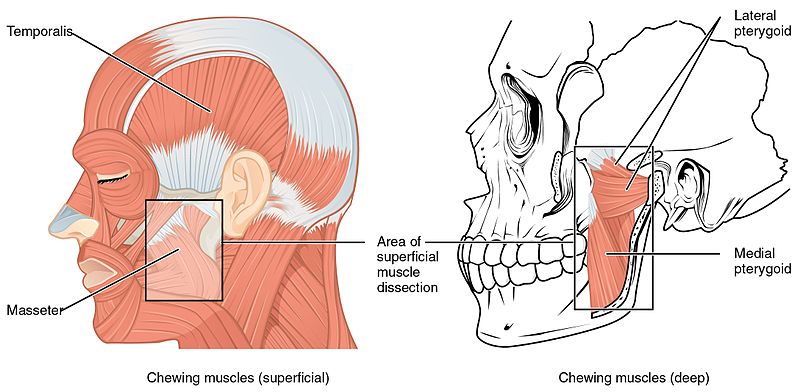 Temporalis
Masseter
Area of
superficial
muscle
dissection
Lateral
pterygoid
Medial
pterygoid
Chewing muscles (superficial)
Chewing muscles (deep)